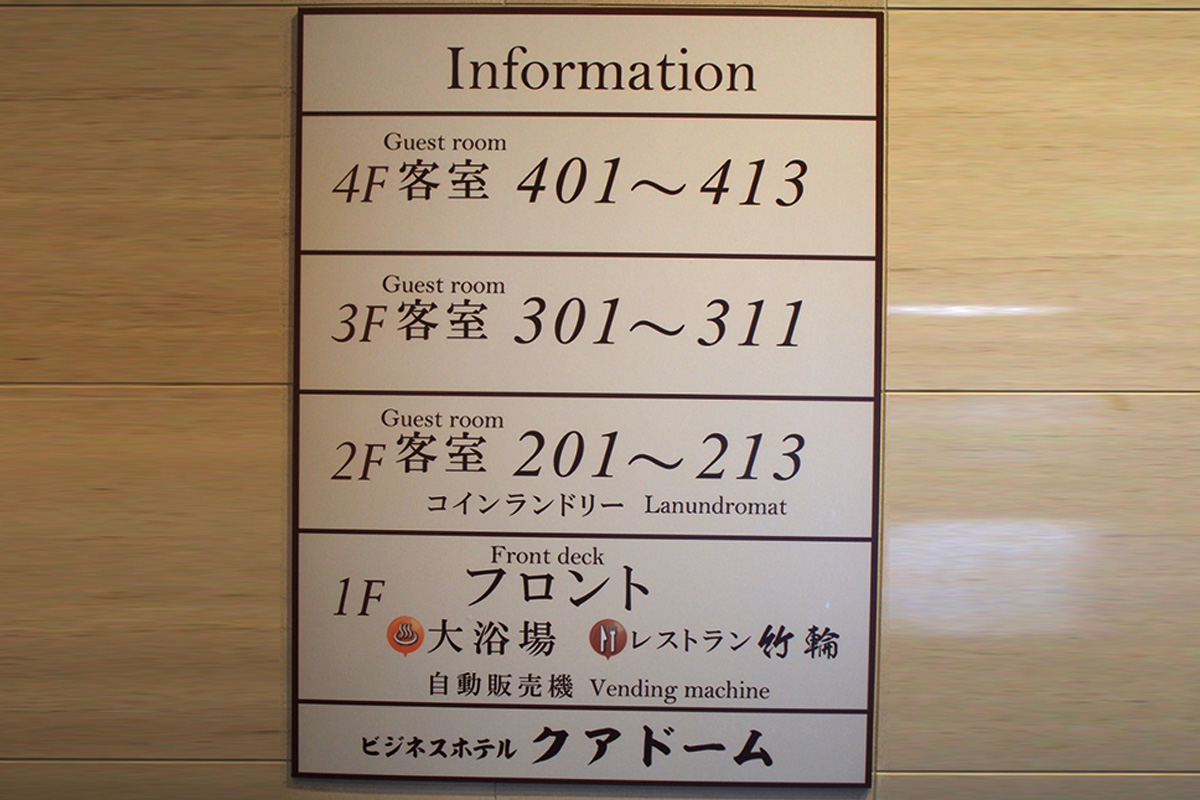 Information
Guest room
4F 客室 401～413
Guest room
3F 客室 301～311
Guest room
2F 客室 201～213
コインランドリー Lanundromat
Front deck
1F フロント
大浴場 レストラン 竹輪
自動販売機 Vending machine
ビジネスホテル クアドーム